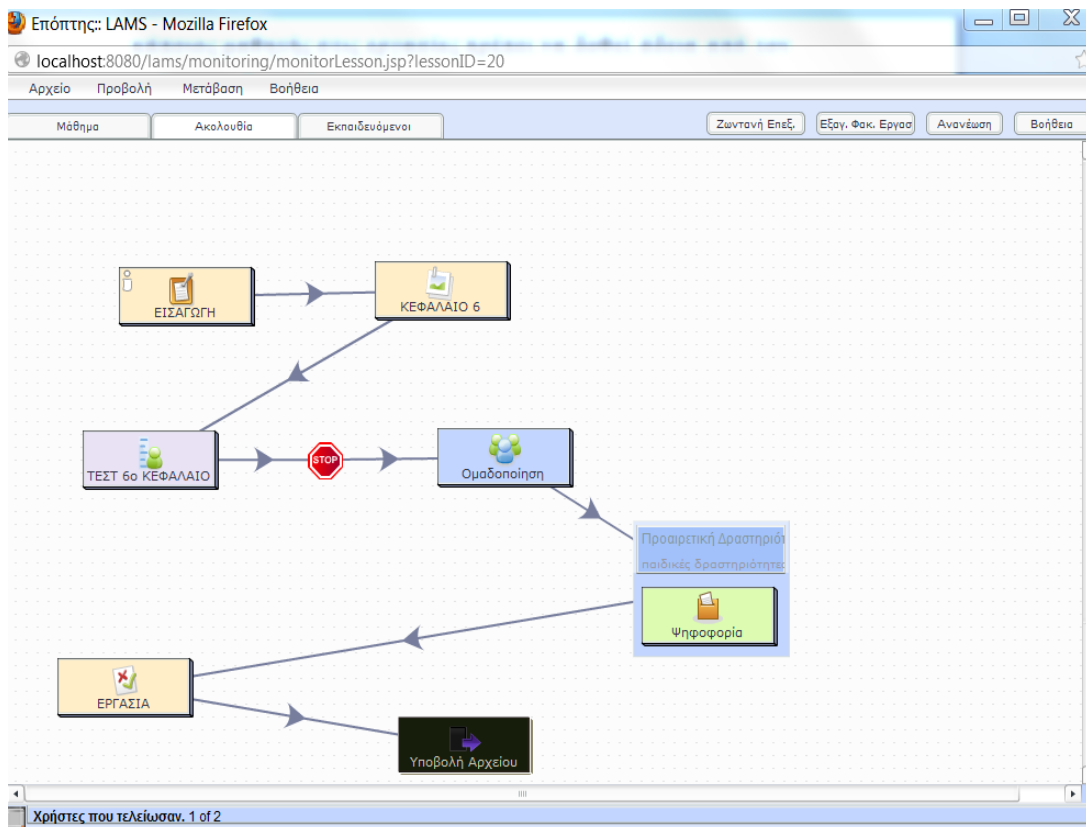 Επόπτης:: LAMS - Mozilla Firefox
localhost:8080/lams/monitoring/monitorLesson.jsp?lessonID=20
Αρχείο Προβολή Μετάβαση Βοήθεια
Μάθημα Ακολουθία Εκπαιδευόμενοι Ζωντανή Επεξ. Εξαγ. Φακ. Εργασ Ανανέωση Βοήθεια
ΕΙΣΑΓΩΓΗ
ΚΕΦΑΛΑΙΟ 6
ΤΕΣΤ 6ο ΚΕΦΑΛΑΙΟ
STOP
Ομαδοποίηση
Προαιρετική Δραστηριότ
παιδικές δραστηριότητες
Ψηφοφορία
ΕΡΓΑΣΙΑ
Υποβολή Αρχείου
Χρήστες που τελείωσαν. 1 of 2